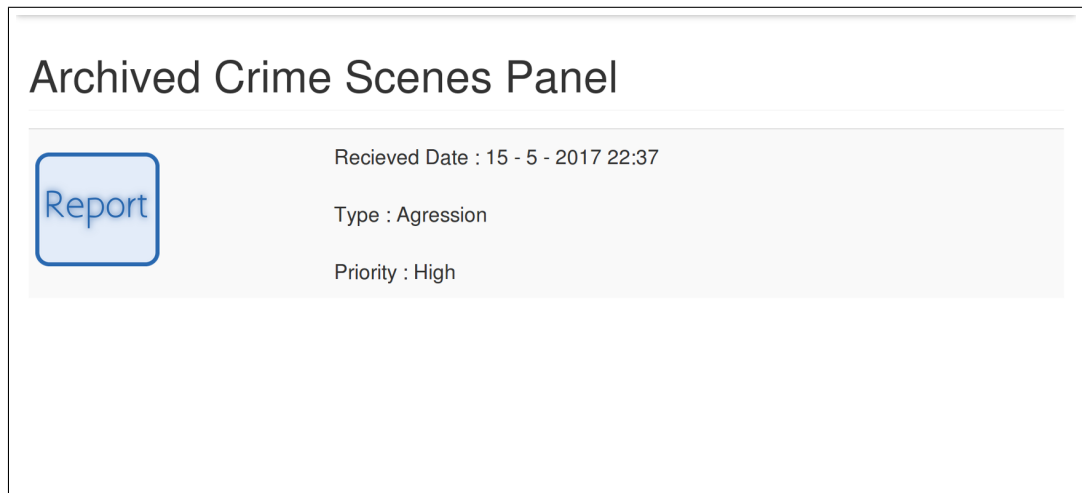 Archived Crime Scenes Panel
Report
Recieved Date : 15 - 5 - 2017 22:37
Type : Agression
Priority : High